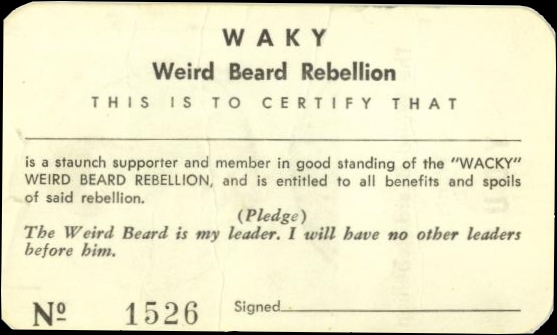 WAKY
Weird Beard Rebellion
THIS IS TO CERTIFY THAT
is a staunch supporter and member in good standing of the "WACKY"
WEIRD BEARD REBELLION, and is entitled to all benefits and spoils
of said rebellion.
(Pledge)
The Weird Beard is my leader. I will have no other leaders
before him.
Nº 1526 Signed